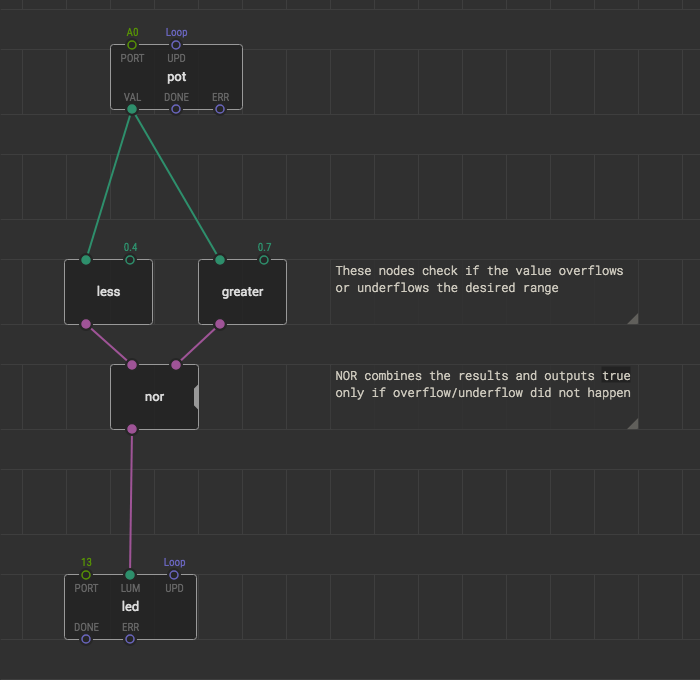 A0 Loop
PORT UPD
pot
VAL DONE ERR
0.4 0.7
less greater
These nodes check if the value overflows
or underflows the desired range
nor
NOR combines the results and outputs true
only if overflow/underflow did not happen
13 Loop
PORT LUM UPD
led
DONE ERR